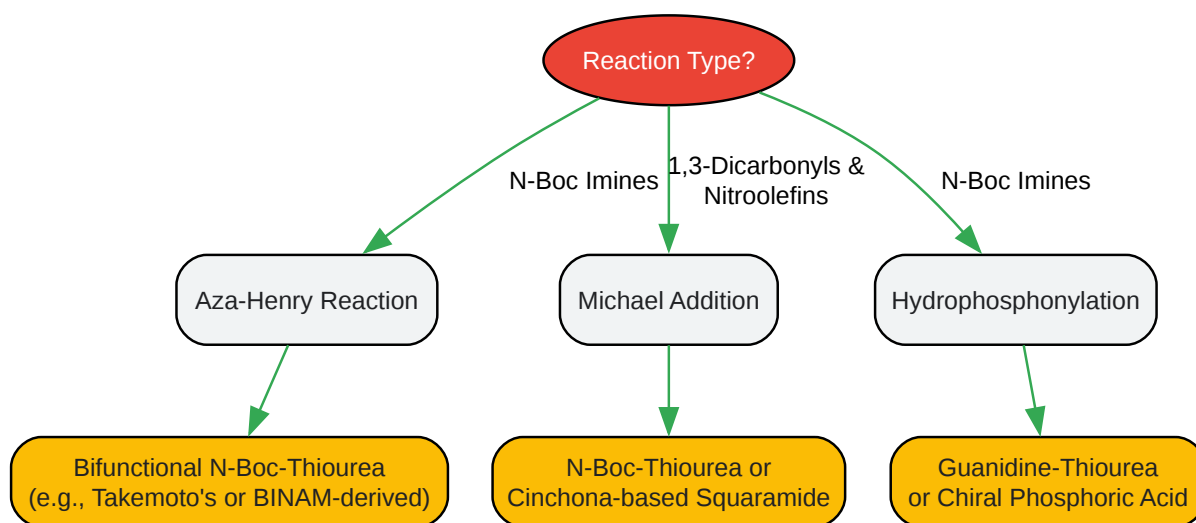 Reaction Type?
N-Boc Imines
1,3-Dicarbonyls &
Nitroolefins
N-Boc Imines
Aza-Henry Reaction
Michael Addition
Hydrophosphonylation
Bifunctional N-Boc-Thiourea
(e.g., Takemoto's or BINAM-derived)
N-Boc-Thiourea or
Cinchona-based Squaramide
Guanidine-Thiourea
or Chiral Phosphoric Acid